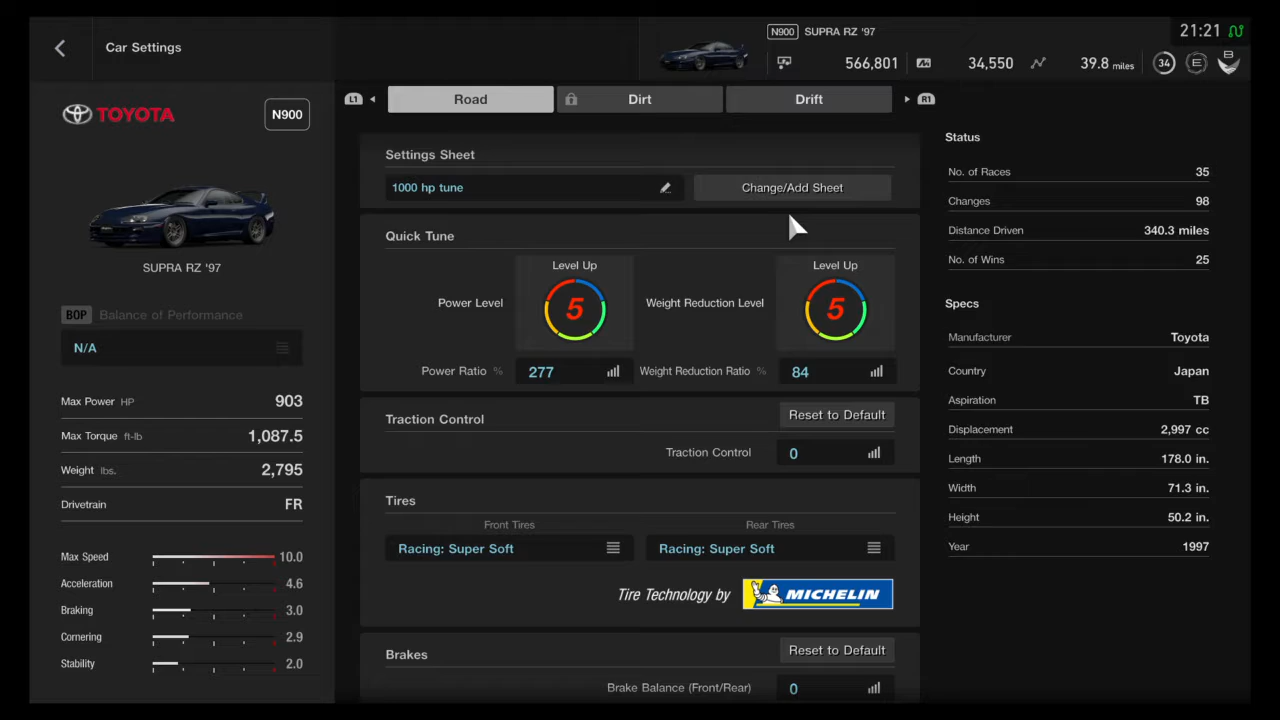 Car Settings
N900 SUPRA RZ '97
21:21
566,801
34,550
39.8 miles
34
E
B
TOYOTA
N900
SUPRA RZ '97
BOP Balance of Performance
N/A
Max Power HP 903
Max Torque ft-lb 1,087.5
Weight lbs. 2,795
Drivetrain FR
Max Speed 10.0
Acceleration 4.6
Braking 3.0
Cornering 2.9
Stability 2.0
L1 Road Dirt Drift R1
Settings Sheet
1000 hp tune
Change/Add Sheet
Quick Tune
Level Up Level Up
Power Level 5 Weight Reduction Level 5
Power Ratio % 277 Weight Reduction Ratio % 84
Traction Control Reset to Default
Traction Control 0
Tires
Front Tires Rear Tires
Racing: Super Soft Racing: Super Soft
Tire Technology by MICHELIN
Brakes Reset to Default
Brake Balance (Front/Rear) 0
Status
No. of Races 35
Changes 98
Distance Driven 340.3 miles
No. of Wins 25
Specs
Manufacturer Toyota
Country Japan
Aspiration TB
Displacement 2,997 cc
Length 178.0 in.
Width 71.3 in.
Height 50.2 in.
Year 1997